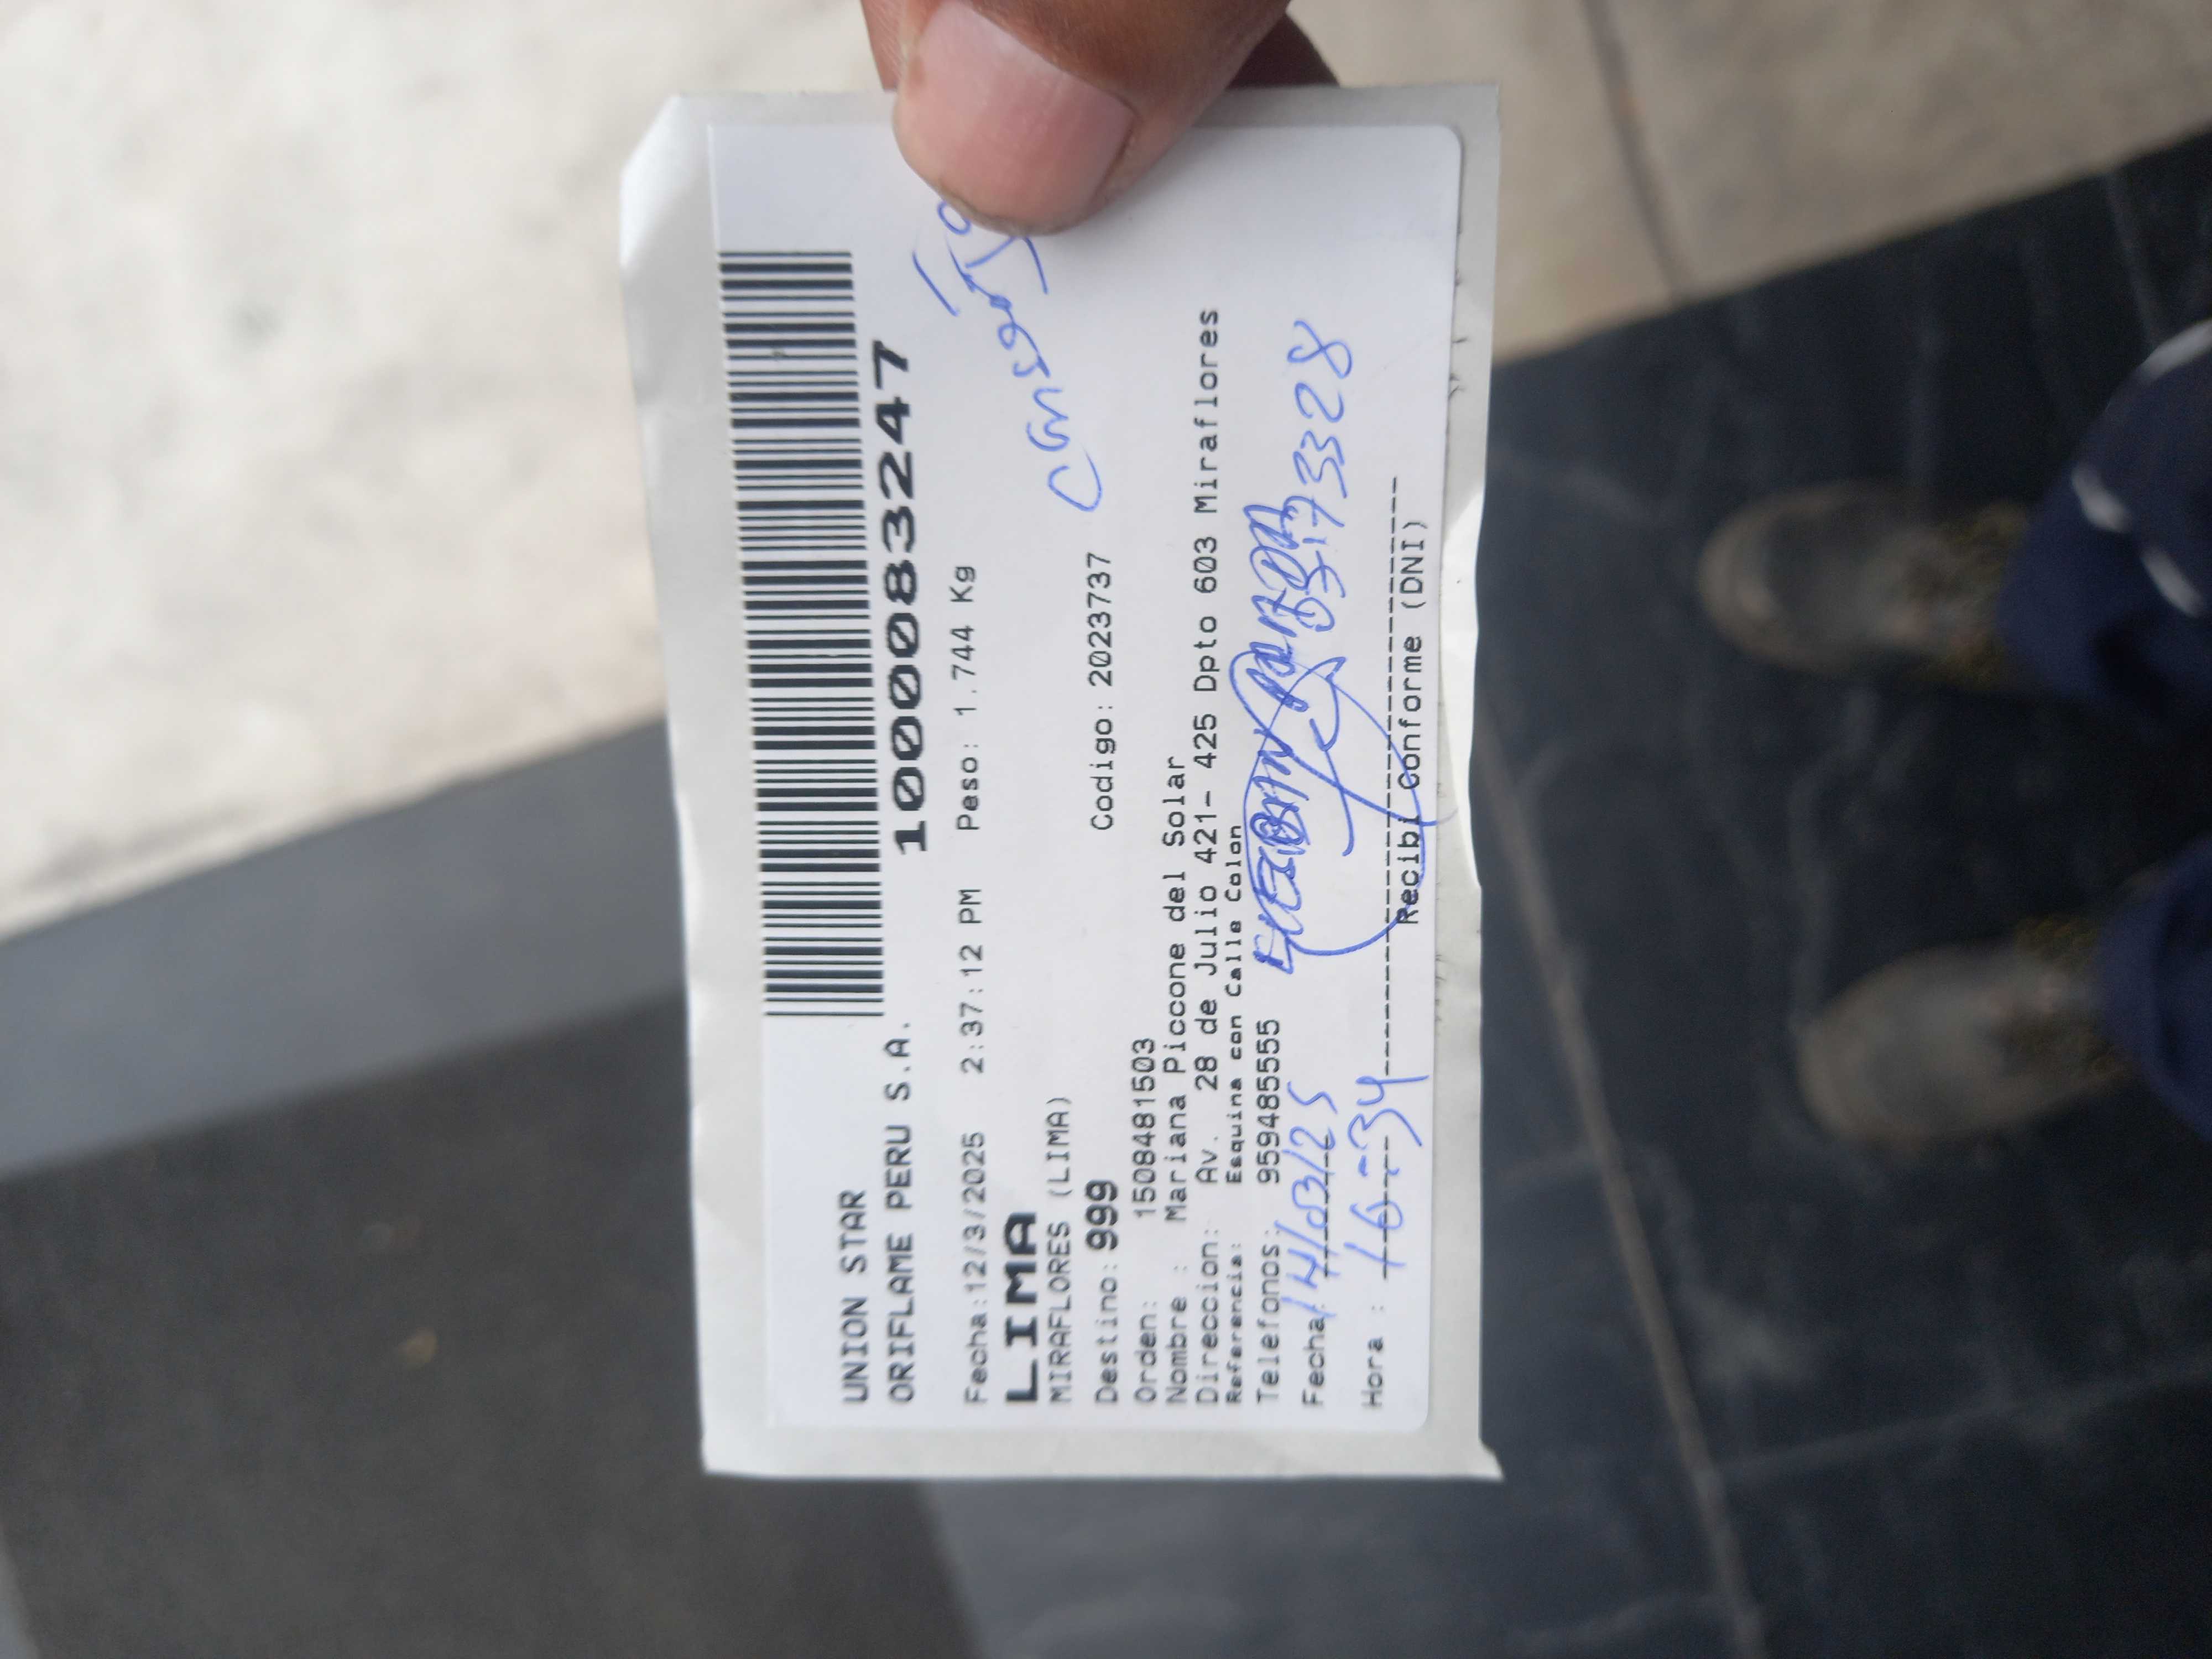 UNION STAR
ORIFLAME PERU S.A.
1000083247
Fecha:12/3/2025 2:37:12 PM Peso: 1.744 Kg
LIMA
MIRAFLORES (LIMA)
Destino: 999 Codigo: 2023737
Orden: 1508481503
Nombre : Mariana Piccone del Solar
Direccion: Av. 28 de Julio 421- 425 Dpto 603 Miraflores
Referencia: Esquina con Calle Colon
Telefonos: 959485555
Fecha: 14/03/25
Hora : 16:34
Recibi Conforme (DNI)